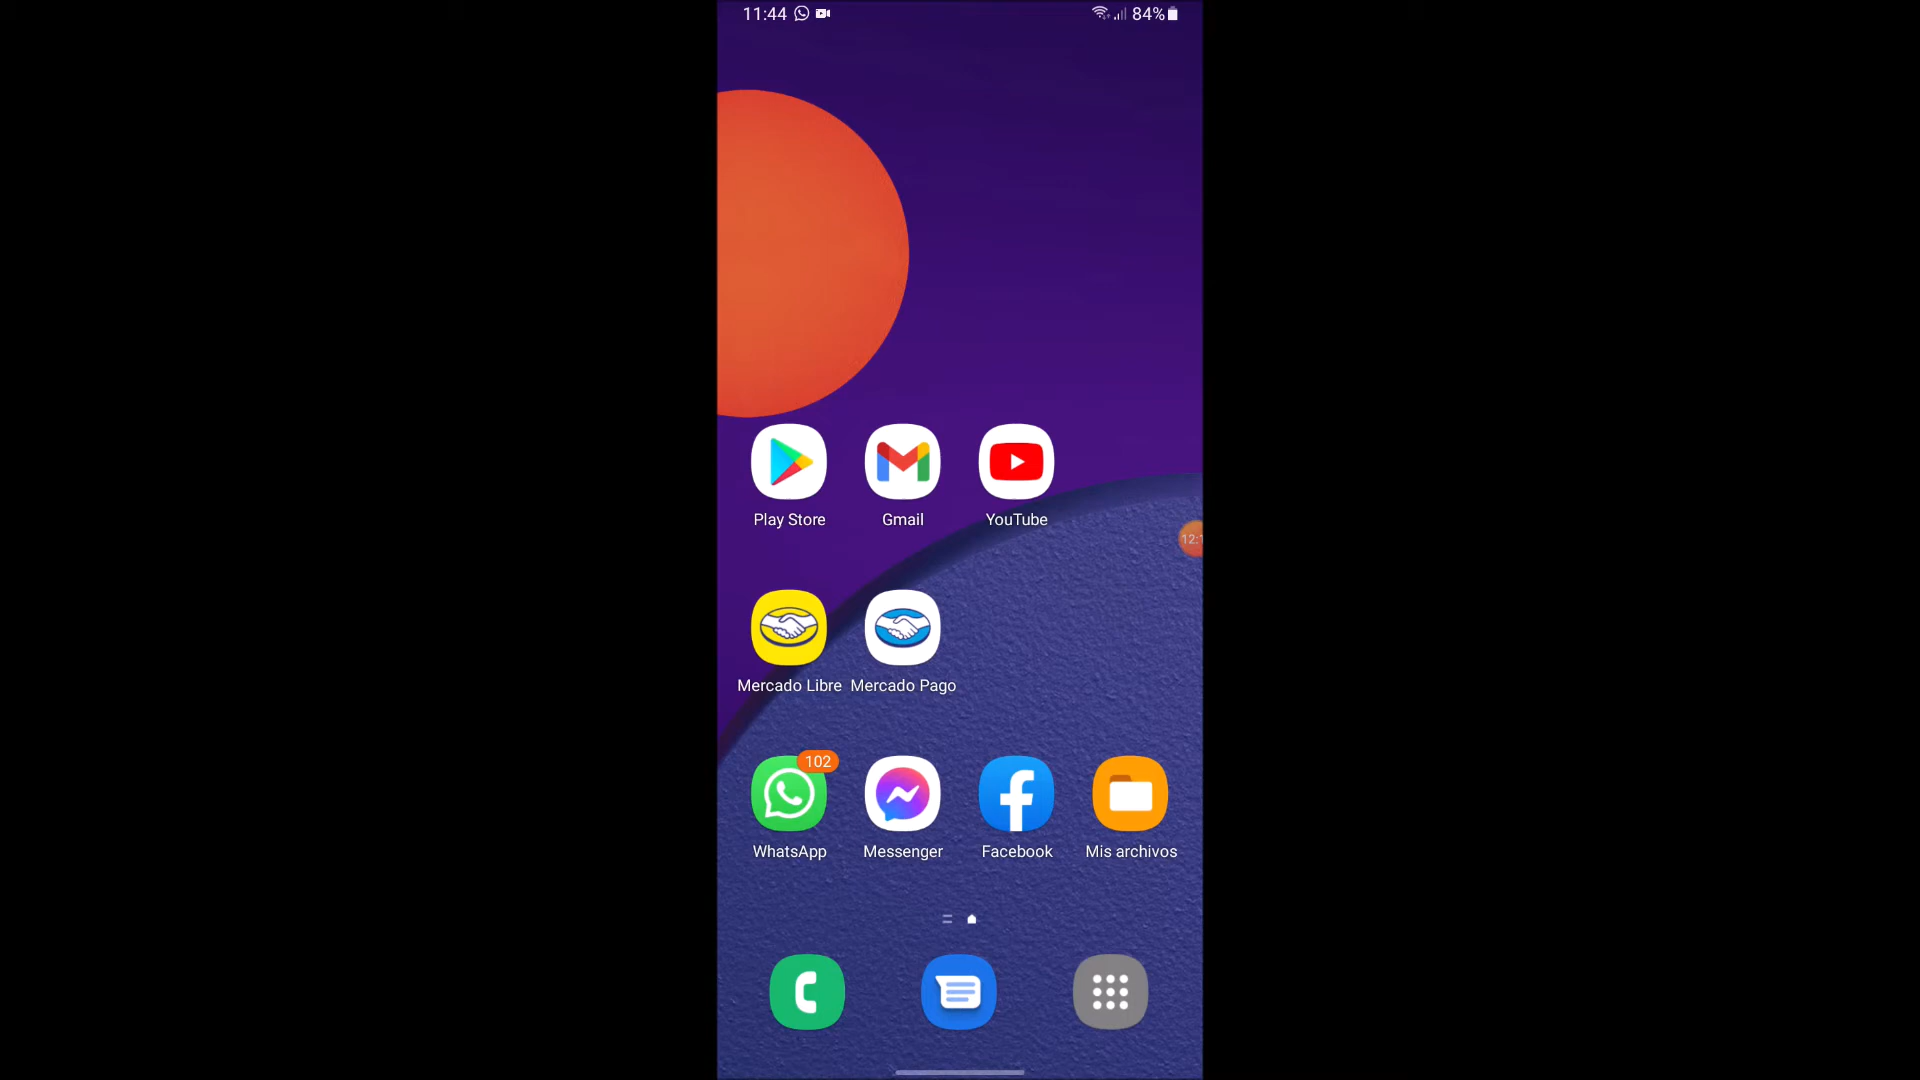 11:44
84%
Play Store
Gmail
YouTube
Mercado Libre
Mercado Pago
102
WhatsApp
Messenger
Facebook
Mis archivos